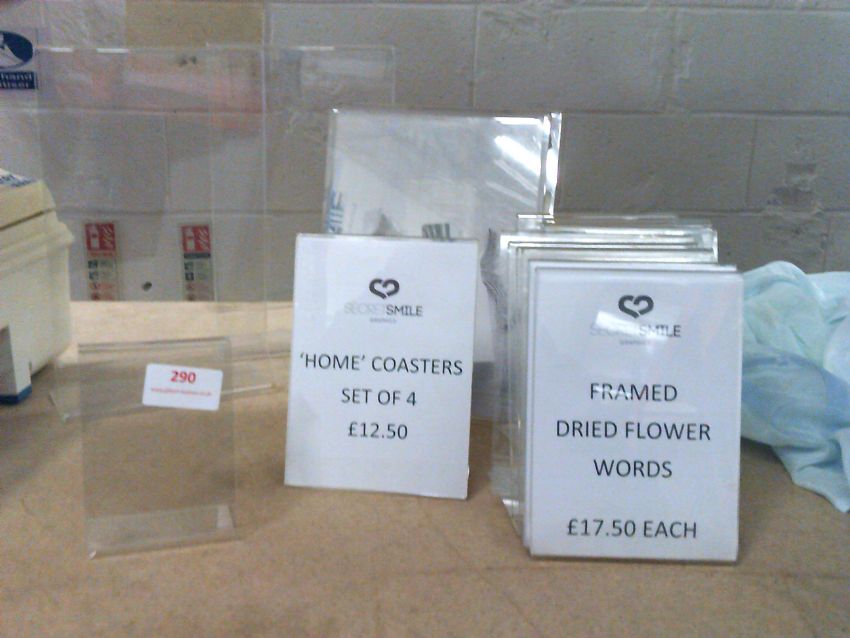 290
SECRETSMILE
'HOME' COASTERS
SET OF 4
£12.50
SECRETSMILE
FRAMED
DRIED FLOWER
WORDS
£17.50 EACH